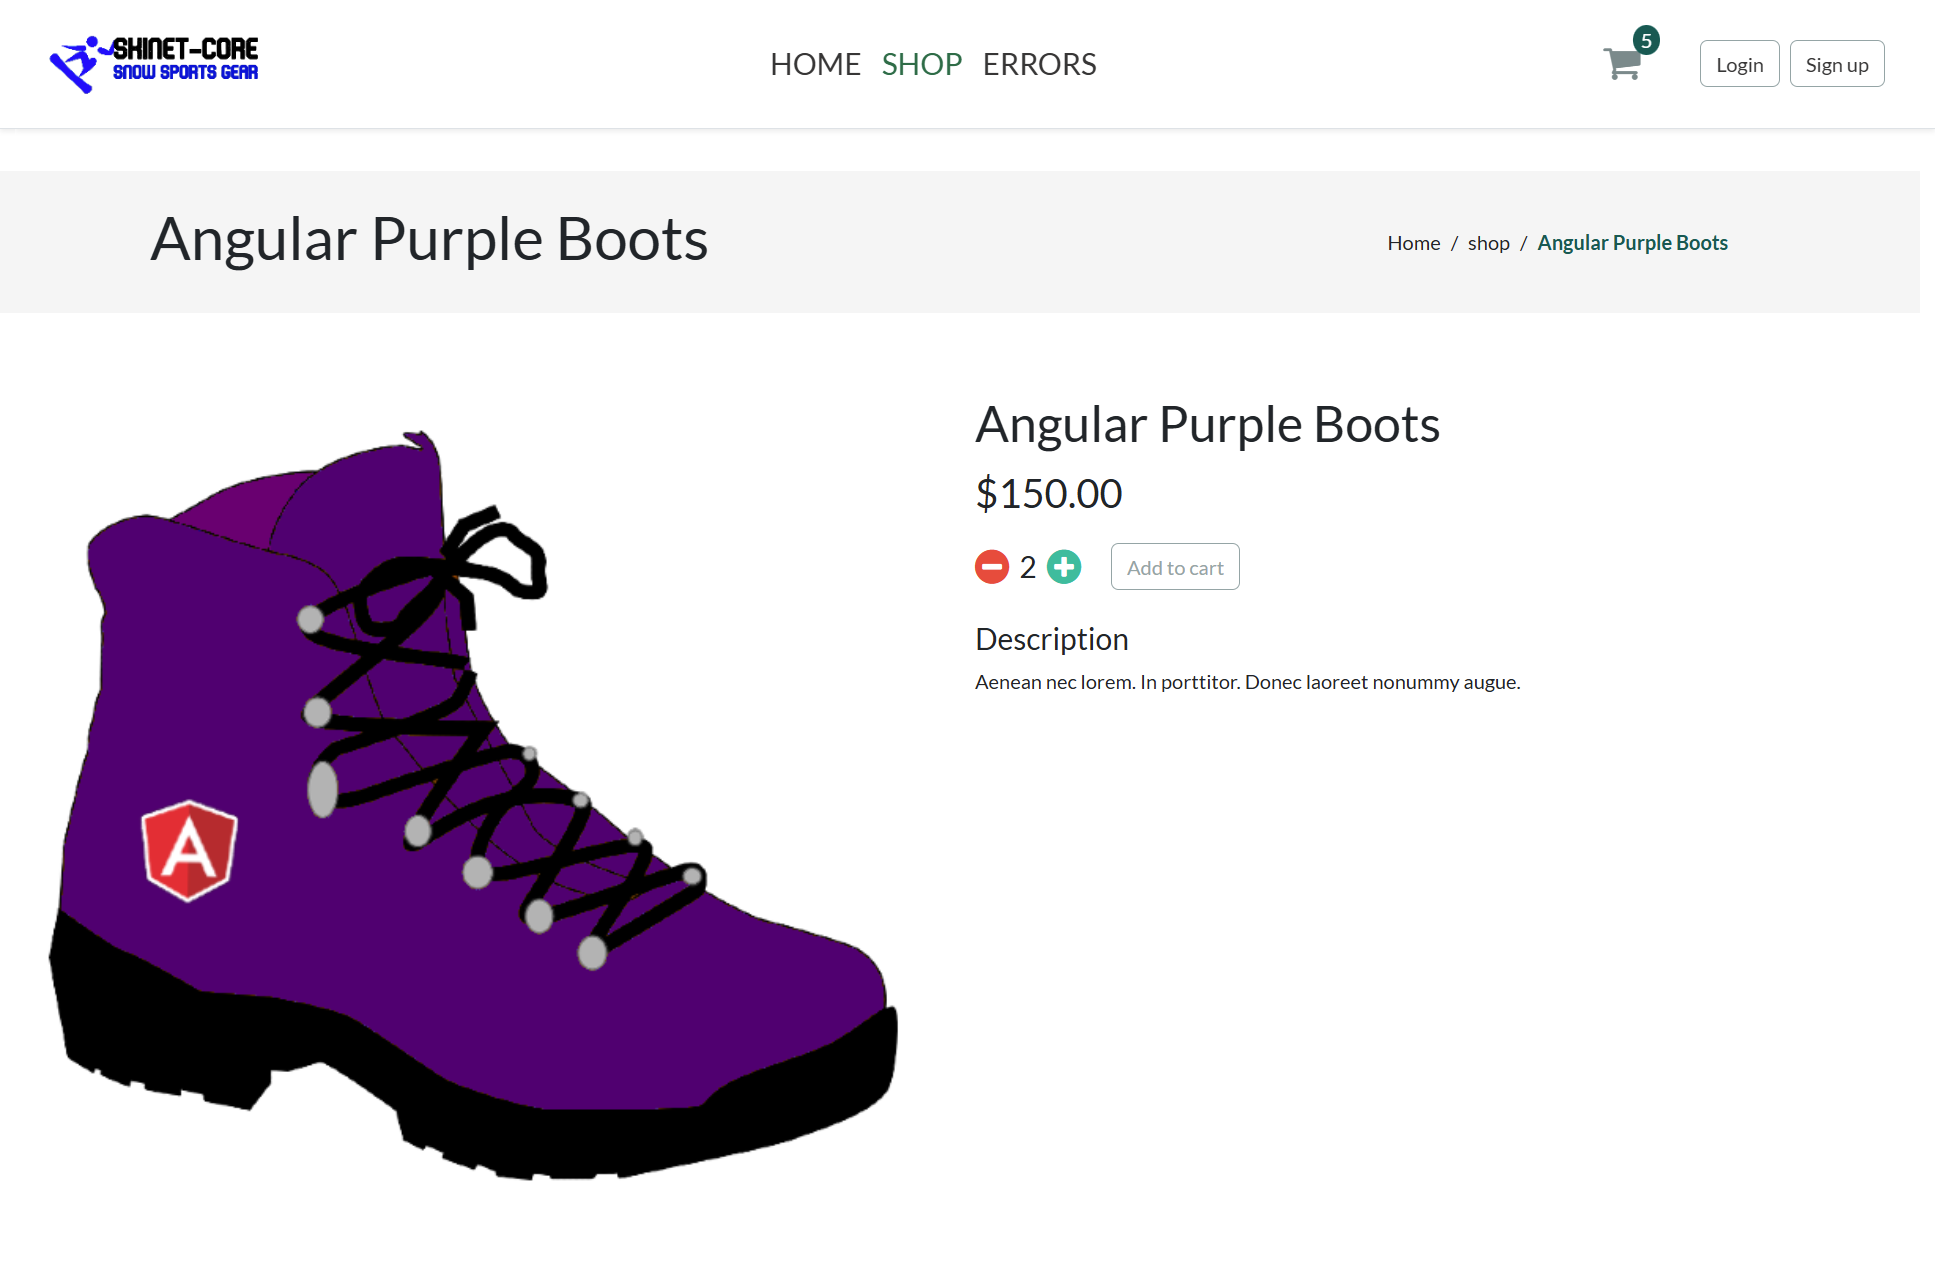 SKINET-CORE
SNOW SPORTS GEAR
HOME SHOP ERRORS
5
Login Sign up
Angular Purple Boots
Home / shop / Angular Purple Boots
Angular Purple Boots
$150.00
2 Add to cart
Description
Aenean nec lorem. In porttitor. Donec laoreet nonummy augue.
A